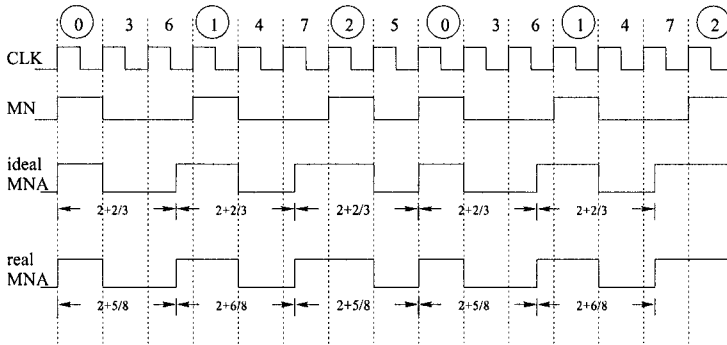 0 3 6 1 4 7 2 5 0 3 6 1 4 7 2
CLK
MN
ideal
MNA
2+2/3 2+2/3 2+2/3 2+2/3 2+2/3
real
MNA
2+5/8 2+6/8 2+5/8 2+5/8 2+6/8